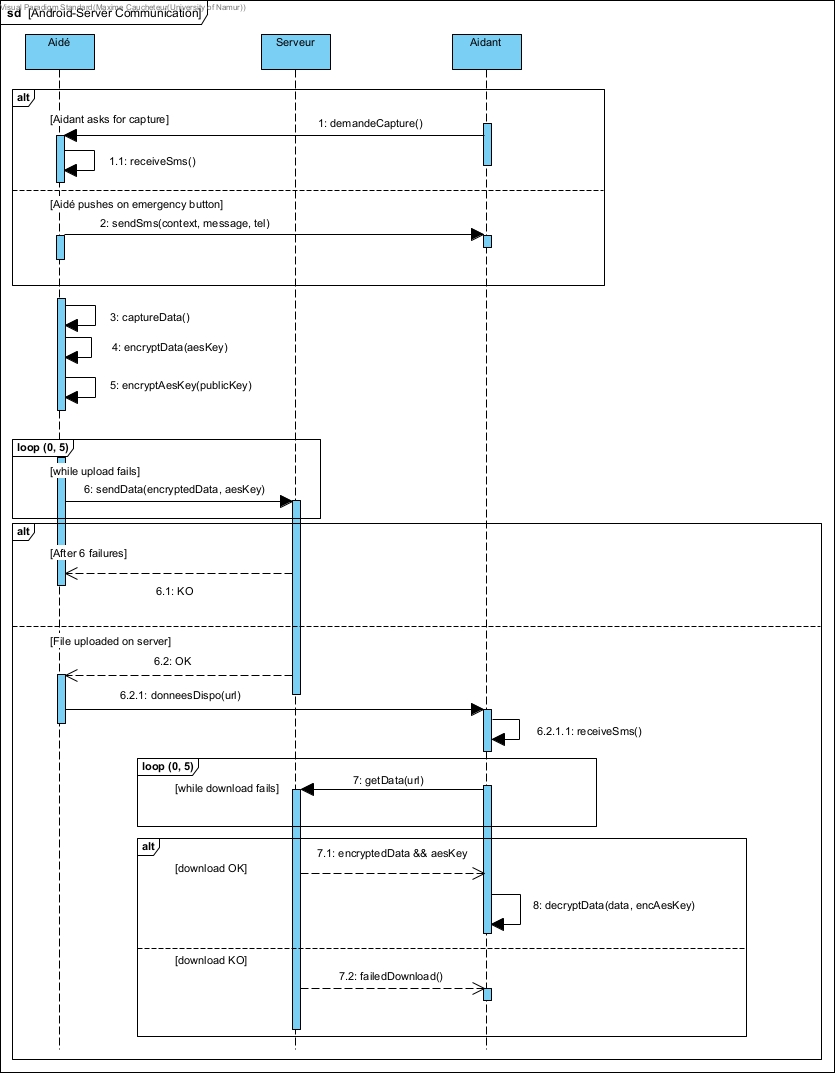 Visual Paradigm Standard(Maxime Caucheteur(University of Namur))
sd [Android-Server Communication]
Aidé
Serveur
Aidant
alt
[Aidant asks for capture]
1: demandeCapture()
1.1: receiveSms()
[Aidé pushes on emergency button]
2: sendSms(context, message, tel)
3: captureData()
4: encryptData(aesKey)
5: encryptAesKey(publicKey)
loop (0, 5)
[while upload fails]
6: sendData(encryptedData, aesKey)
alt
[After 6 failures]
6.1: KO
[File uploaded on server]
6.2: OK
6.2.1: donneesDispo(url)
6.2.1.1: receiveSms()
loop (0, 5)
7: getData(url)
[while download fails]
alt
7.1: encryptedData && aesKey
[download OK]
8: decryptData(data, encAesKey)
[download KO]
7.2: failedDownload()